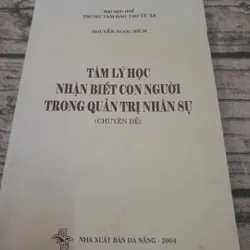 ĐẠI HỌC HUẾ
TRUNG TÂM ĐÀO TẠO TỪ XA
NGUYỄN NGỌC BÍCH
TÂM LÝ HỌC
NHẬN BIẾT CON NGƯỜI
TRONG QUẢN TRỊ NHÂN SỰ
(CHUYÊN ĐỀ)
NHÀ XUẤT BẢN ĐÀ NẴNG - 2004